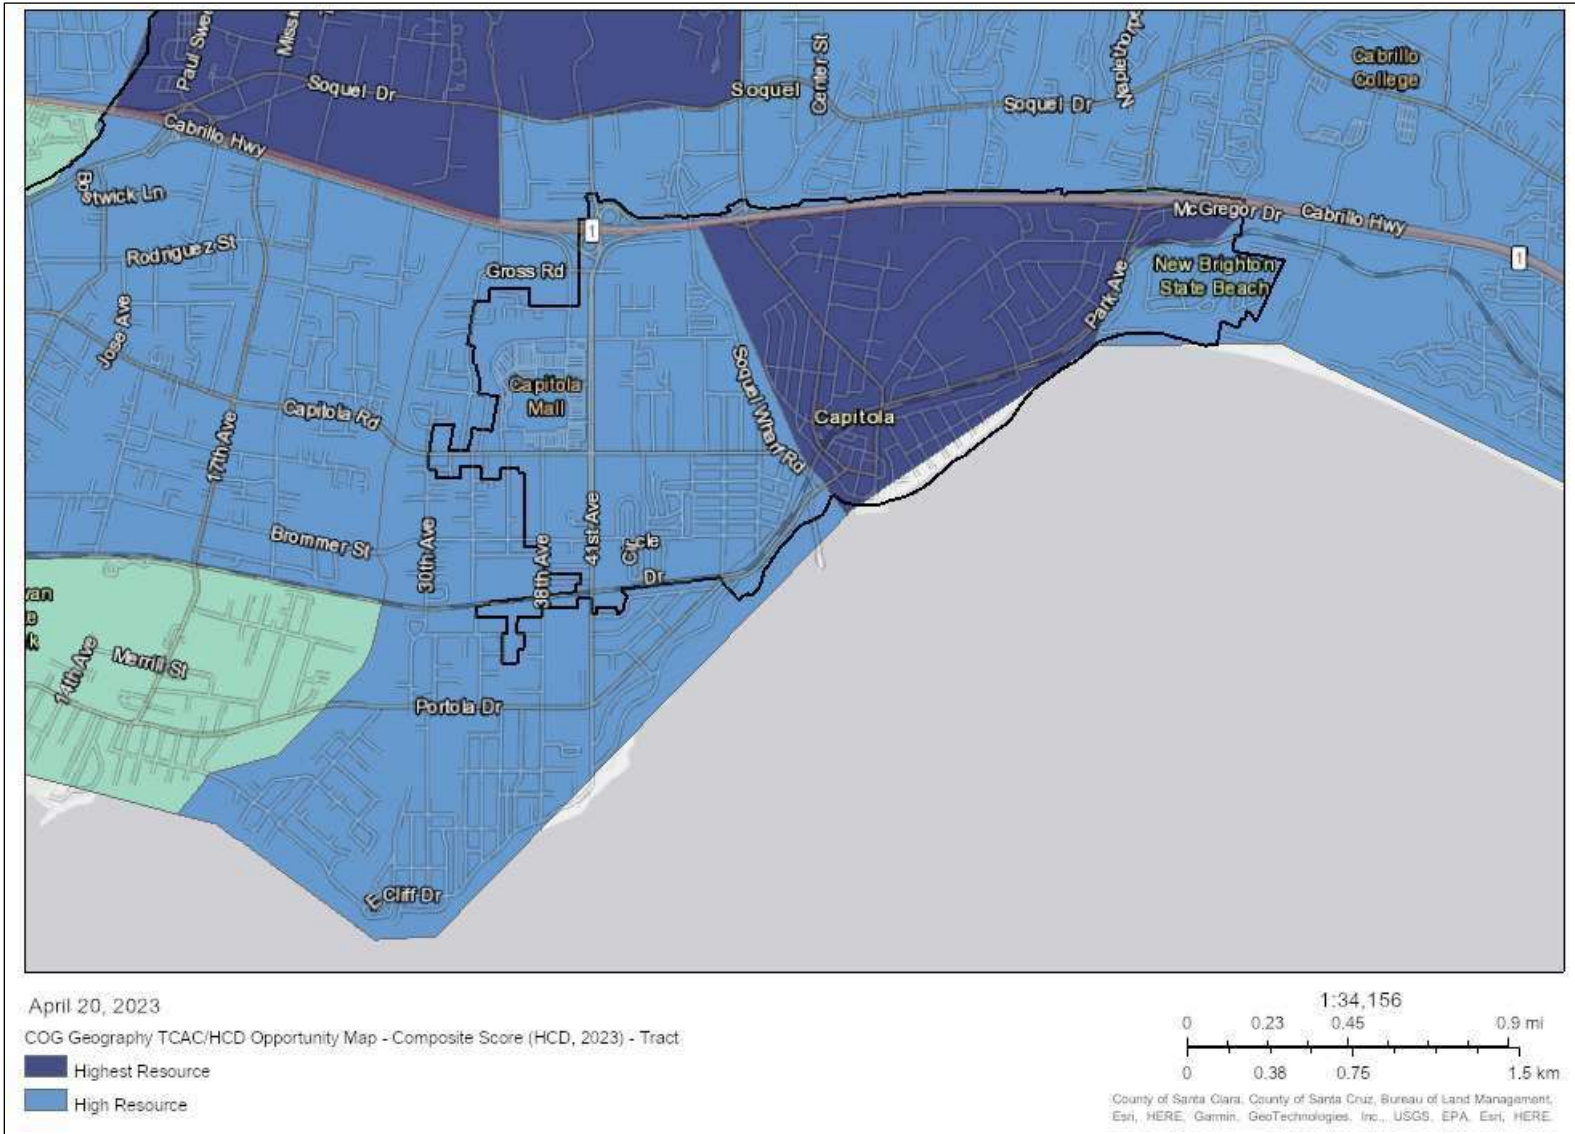 Paul Swe
Miss
Soquel Dr
Cabrillo Hwy
Soquel
Center St
Soquel Dr
Maplethorpe
Cabrillo
College
Bostwick Ln
Rodriguez St
Jose Ave
Gross Rd
1
McGregor Dr
Cabrillo Hwy
1
New Brighton
State Beach
Park Ave
Capitola
Mall
Capitola Rd
17th Ave
Soquel Wharf Rd
Capitola
Brommer St
30th Ave
38th Ave
41st Ave
Circle
Dr
van
e
k
14th Ave
Merrill St
Portola Dr
E Cliff Dr
April 20, 2023
1:34,156
COG Geography TCAC/HCD Opportunity Map - Composite Score (HCD, 2023) - Tract
Highest Resource
High Resource
0 0.23 0.45 0.9 mi
0 0.38 0.75 1.5 km
County of Santa Clara, County of Santa Cruz, Bureau of Land Management,
Esri, HERE, Garmin, GeoTechnologies, Inc., USGS, EPA, Esri, HERE,